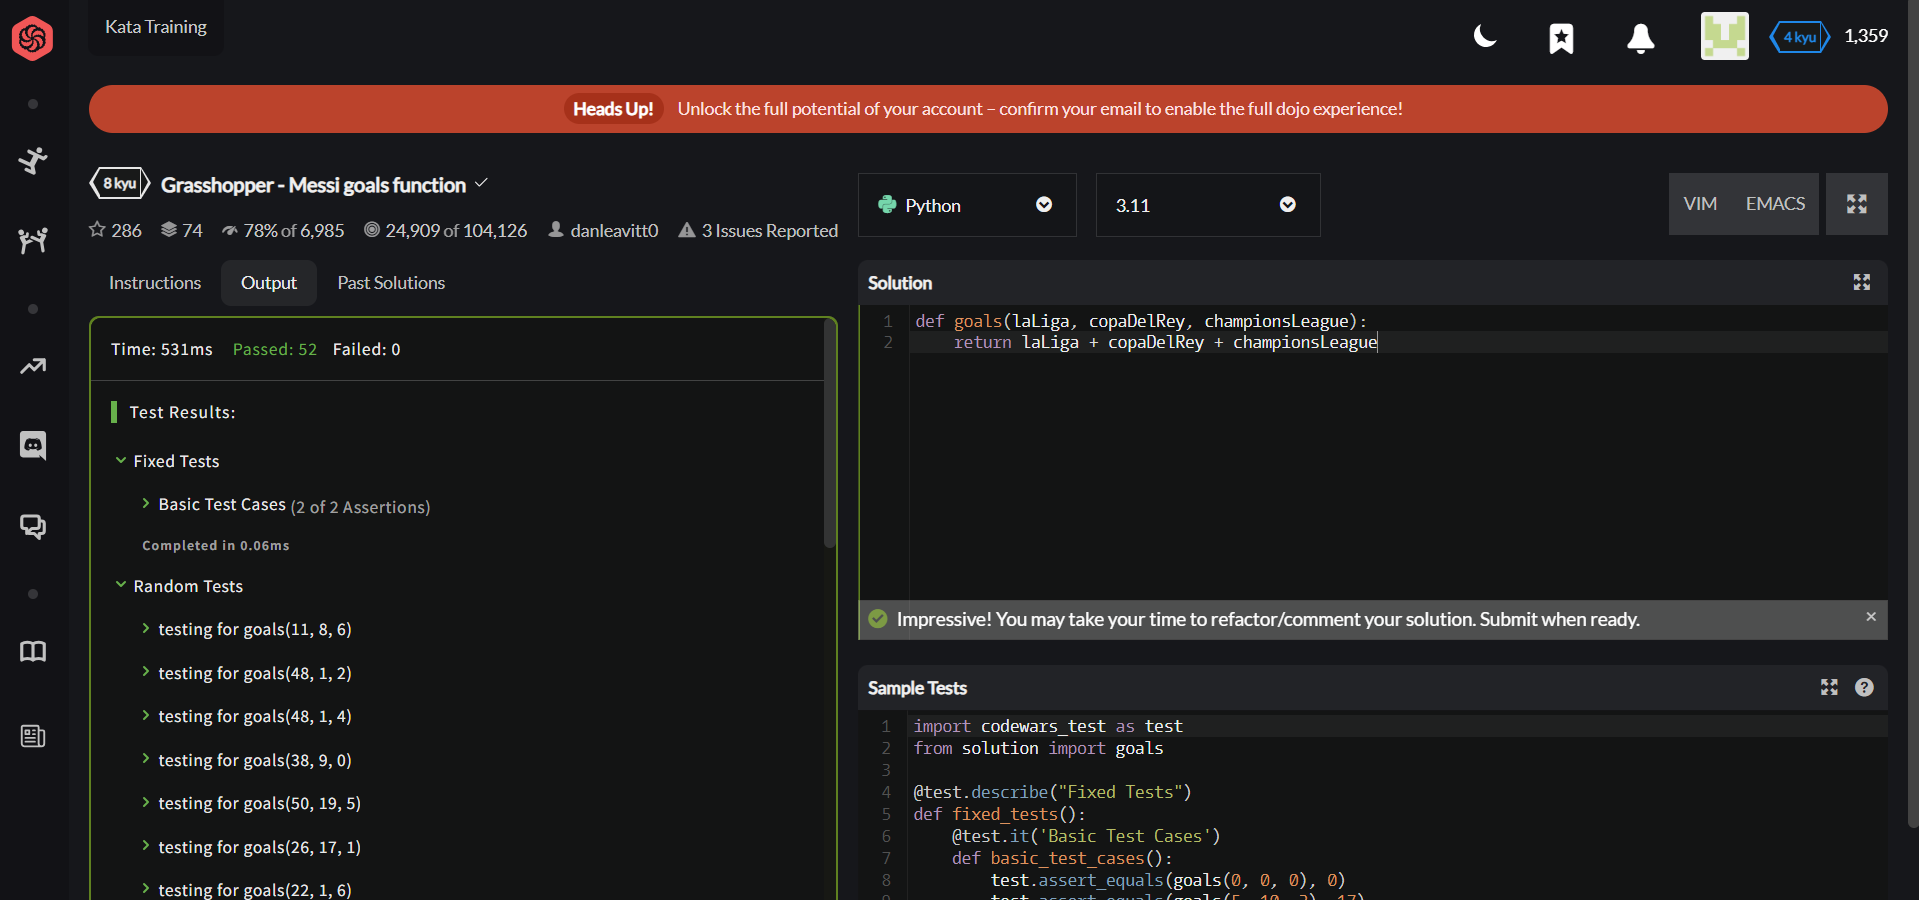 Kata Training
4 kyu 1,359
Heads Up! Unlock the full potential of your account – confirm your email to enable the full dojo experience!
8 kyu Grasshopper - Messi goals function
286 74 78% of 6,985 24,909 of 104,126 danleavitt0 3 Issues Reported
Python 3.11 VIM EMACS
Instructions Output Past Solutions
Time: 531ms Passed: 52 Failed: 0
Test Results:
Fixed Tests
Basic Test Cases (2 of 2 Assertions)
Completed in 0.06ms
Random Tests
testing for goals(11, 8, 6)
testing for goals(48, 1, 2)
testing for goals(48, 1, 4)
testing for goals(38, 9, 0)
testing for goals(50, 19, 5)
testing for goals(26, 17, 1)
testing for goals(22, 1, 6)
Solution
1 def goals(laLiga, copaDelRey, championsLeague):
2 return laLiga + copaDelRey + championsLeague
Impressive! You may take your time to refactor/comment your solution. Submit when ready.
Sample Tests
1 import codewars_test as test
2 from solution import goals
3
4 @test.describe("Fixed Tests")
5 def fixed_tests():
6 @test.it('Basic Test Cases')
7 def basic_test_cases():
8 test.assert_equals(goals(0, 0, 0), 0)